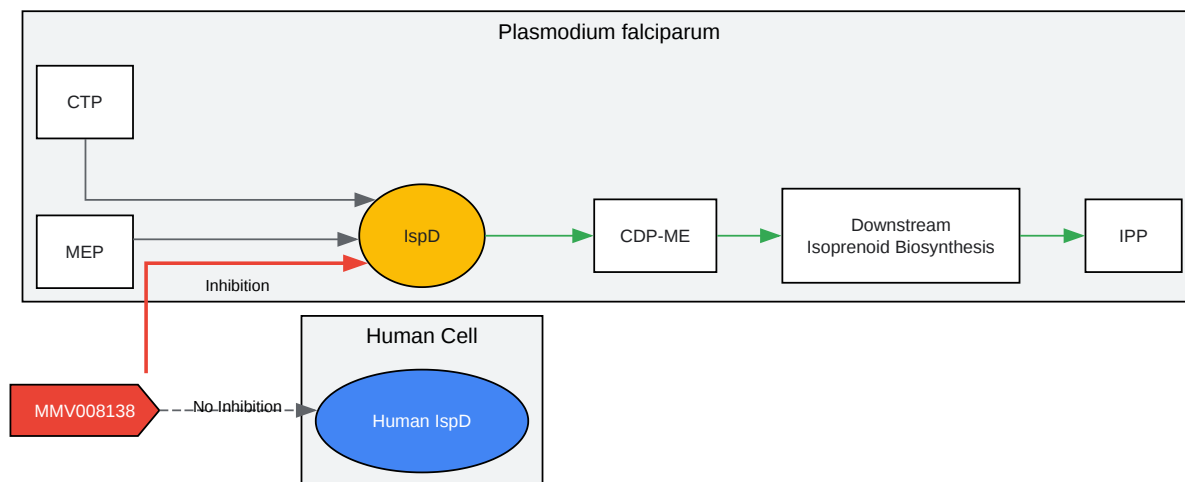 Plasmodium falciparum
CTP
MEP
IspD
CDP-ME
Downstream
Isoprenoid Biosynthesis
IPP
Inhibition
Human Cell
MMV008138
No Inhibition
Human IspD